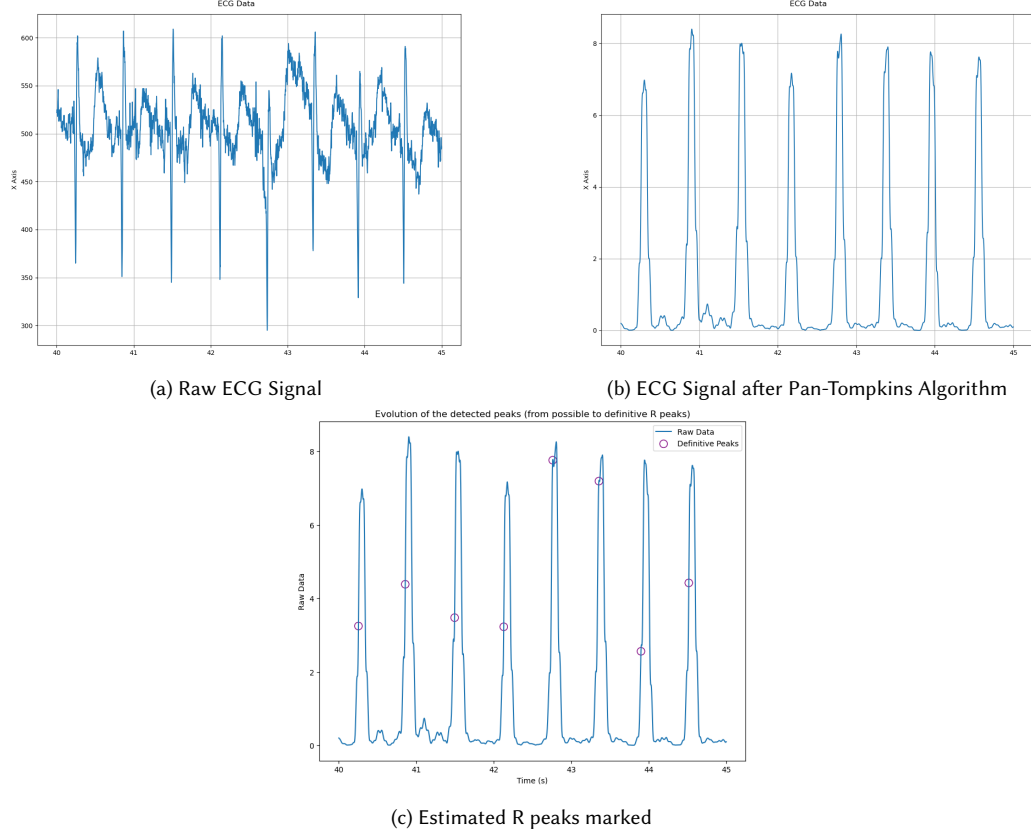 ECG Data
X Axis
600
550
500
450
400
350
300
40
41
42
43
44
45
(a) Raw ECG Signal
ECG Data
X Axis
8
6
4
2
0
40
41
42
43
44
45
(b) ECG Signal after Pan-Tompkins Algorithm
Evolution of the detected peaks (from possible to definitive R peaks)
Raw Data
Definitive Peaks
Raw Data
8
6
4
2
0
40
41
42
43
44
45
Time (s)
(c) Estimated R peaks marked